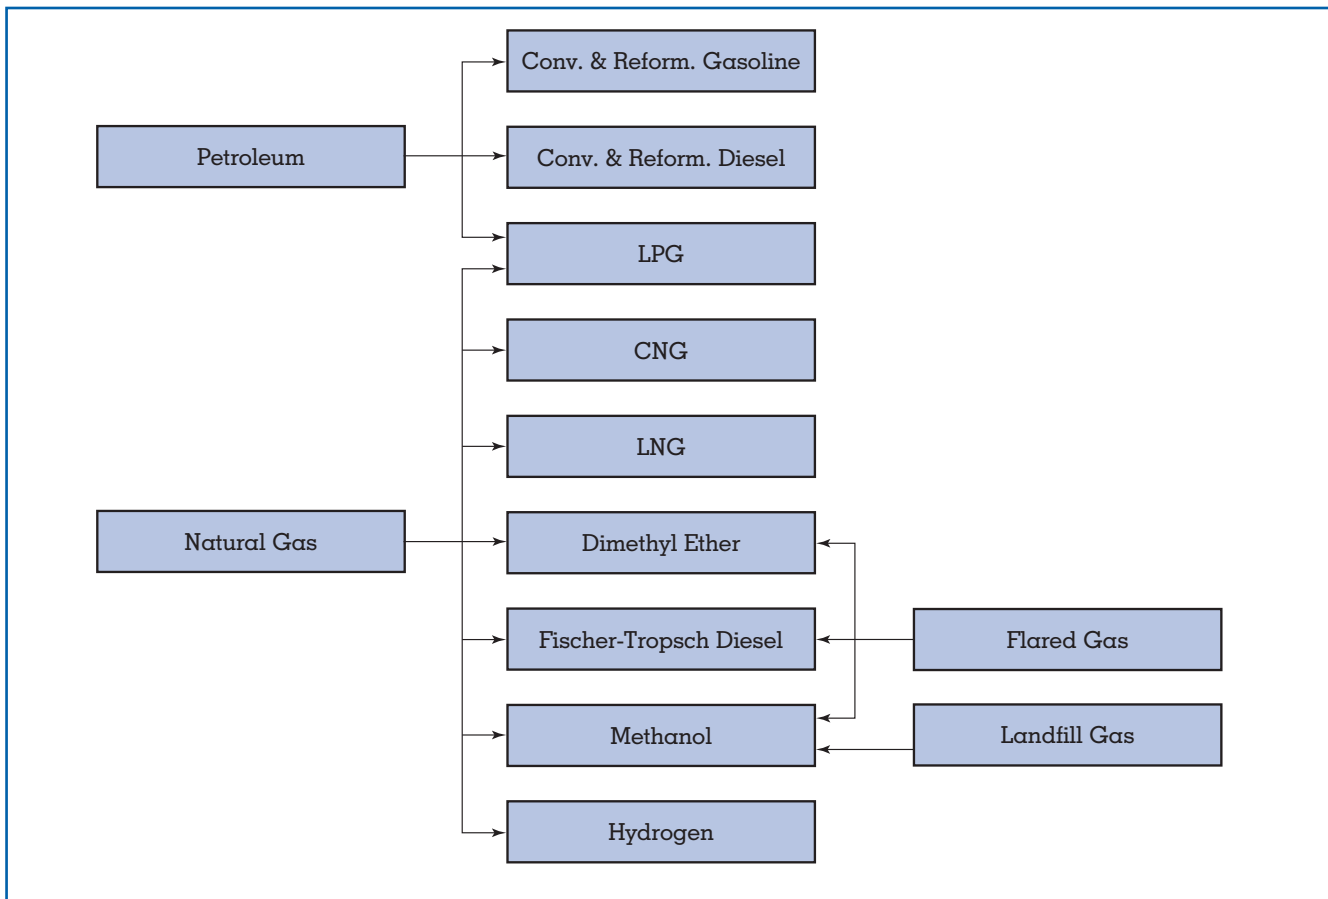 Conv. & Reform. Gasoline
Petroleum
Conv. & Reform. Diesel
LPG
CNG
LNG
Natural Gas
Dimethyl Ether
Fischer-Tropsch Diesel
Flared Gas
Methanol
Landfill Gas
Hydrogen